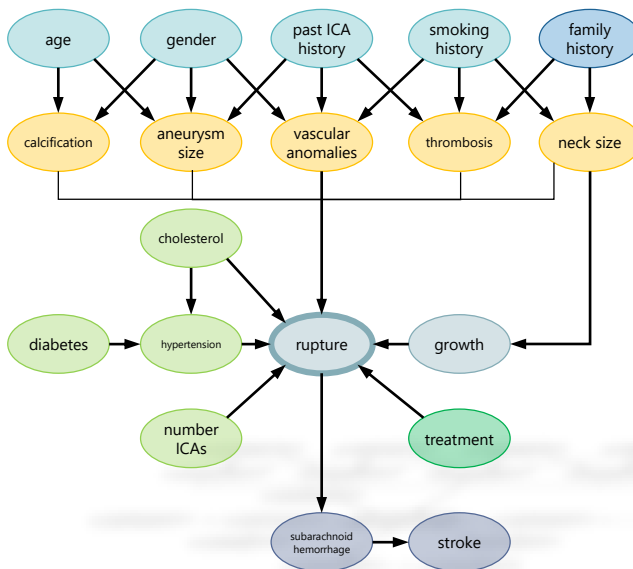 age
gender
past ICA
history
smoking
history
family
history
calcification
aneurysm
size
vascular
anomalies
thrombosis
neck size
cholesterol
diabetes
hypertension
rupture
growth
number
ICAs
treatment
subarachnoid
hemorrhage
stroke